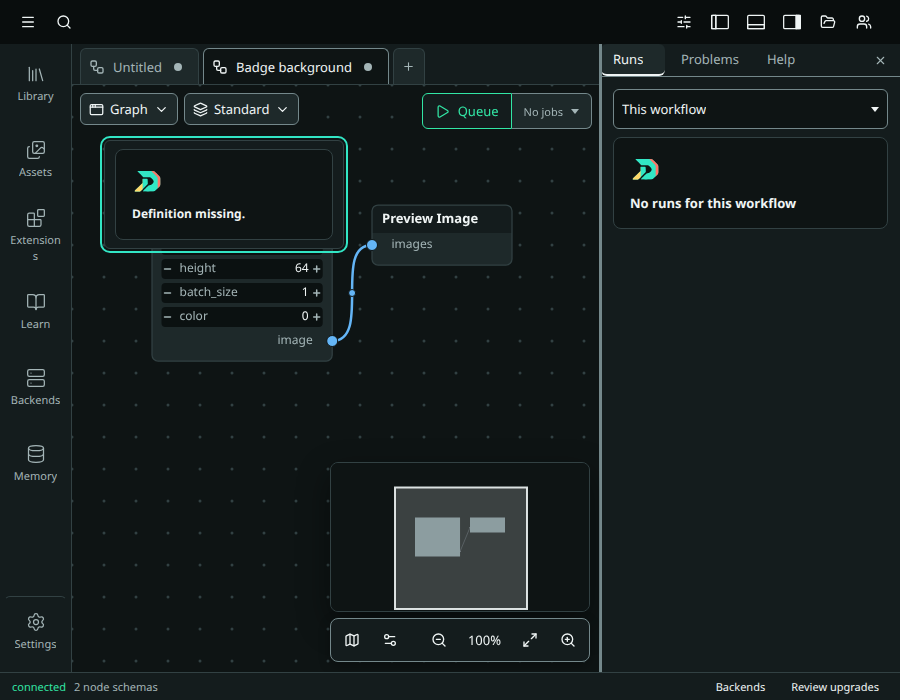 Untitled
Badge background
Runs
Problems
Help
Library
Assets
Extension
s
Learn
Backends
Memory
Settings
Graph
Standard
Queue
No jobs
Definition missing.
Preview Image
images
height
64
batch_size
1
color
0
image
100%
This workflow
No runs for this workflow
connected
2 node schemas
Backends
Review upgrades